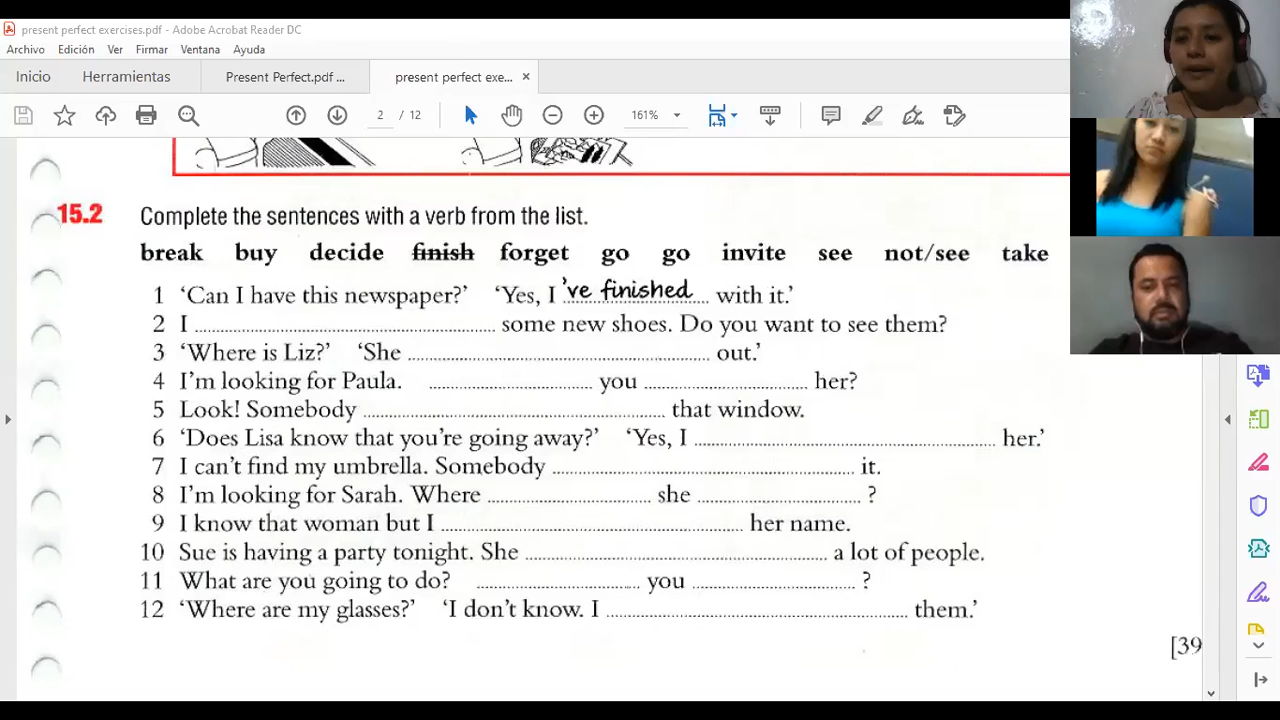 present perfect exercises.pdf - Adobe Acrobat Reader DC
Archivo Edición Ver Firmar Ventana Ayuda
Inicio Herramientas Present Perfect.pdf ... present perfect exe... ×
2 / 12 161%
15.2 Complete the sentences with a verb from the list.
break buy decide finish forget go go invite see not/see take
1 ‘Can I have this newspaper?’ ‘Yes, I 've finished with it.’
2 I ........ some new shoes. Do you want to see them?
3 ‘Where is Liz?’ ‘She ........ out.’
4 I’m looking for Paula. ........ you ........ her?
5 Look! Somebody ........ that window.
6 ‘Does Lisa know that you’re going away?’ ‘Yes, I ........ her.’
7 I can’t find my umbrella. Somebody ........ it.
8 I’m looking for Sarah. Where ........ she ........ ?
9 I know that woman but I ........ her name.
10 Sue is having a party tonight. She ........ a lot of people.
11 What are you going to do? ........ you ........ ?
12 ‘Where are my glasses?’ ‘I don’t know. I ........ them.’
[39